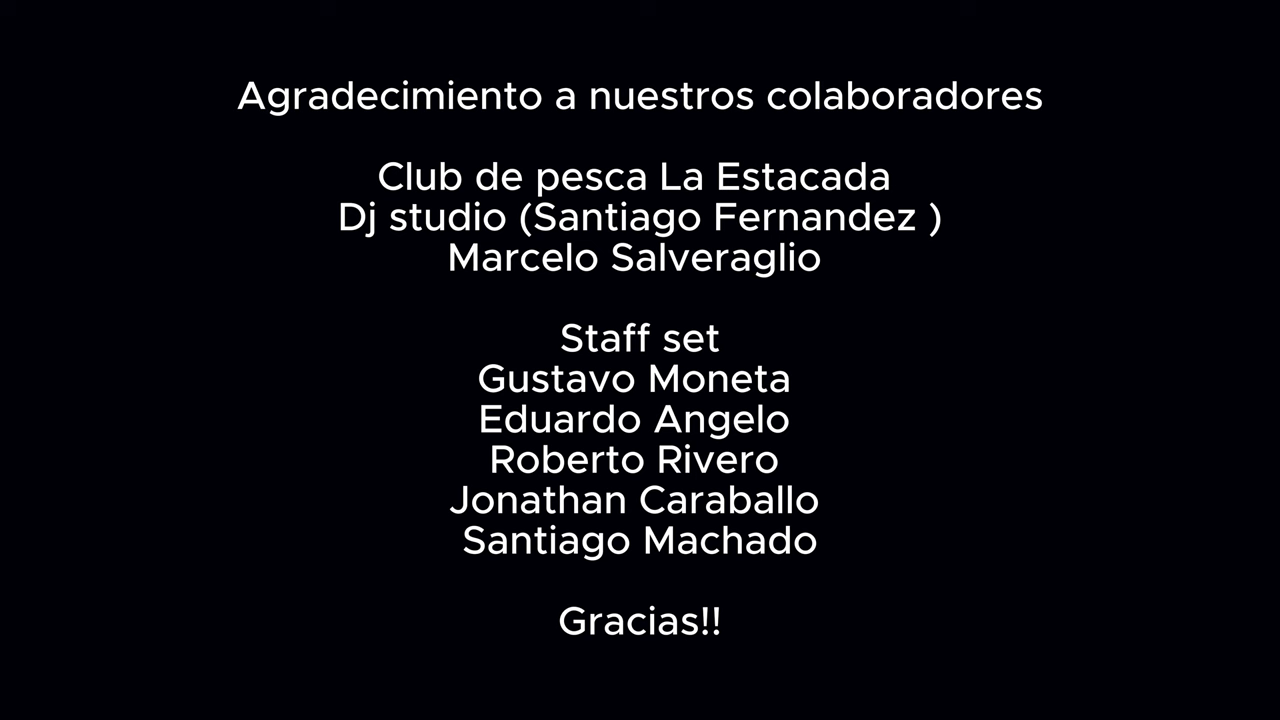 Agradecimiento a nuestros colaboradores
Club de pesca La Estacada
Dj studio (Santiago Fernandez )
Marcelo Salveraglio
Staff set
Gustavo Moneta
Eduardo Angelo
Roberto Rivero
Jonathan Caraballo
Santiago Machado
Gracias!!